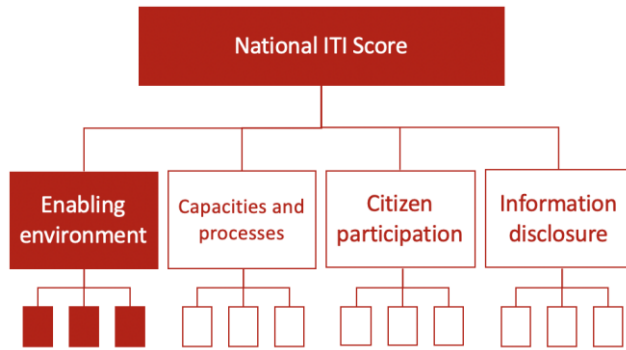 National ITI Score
Enabling
environment
Capacities and
processes
Citizen
participation
Information
disclosure